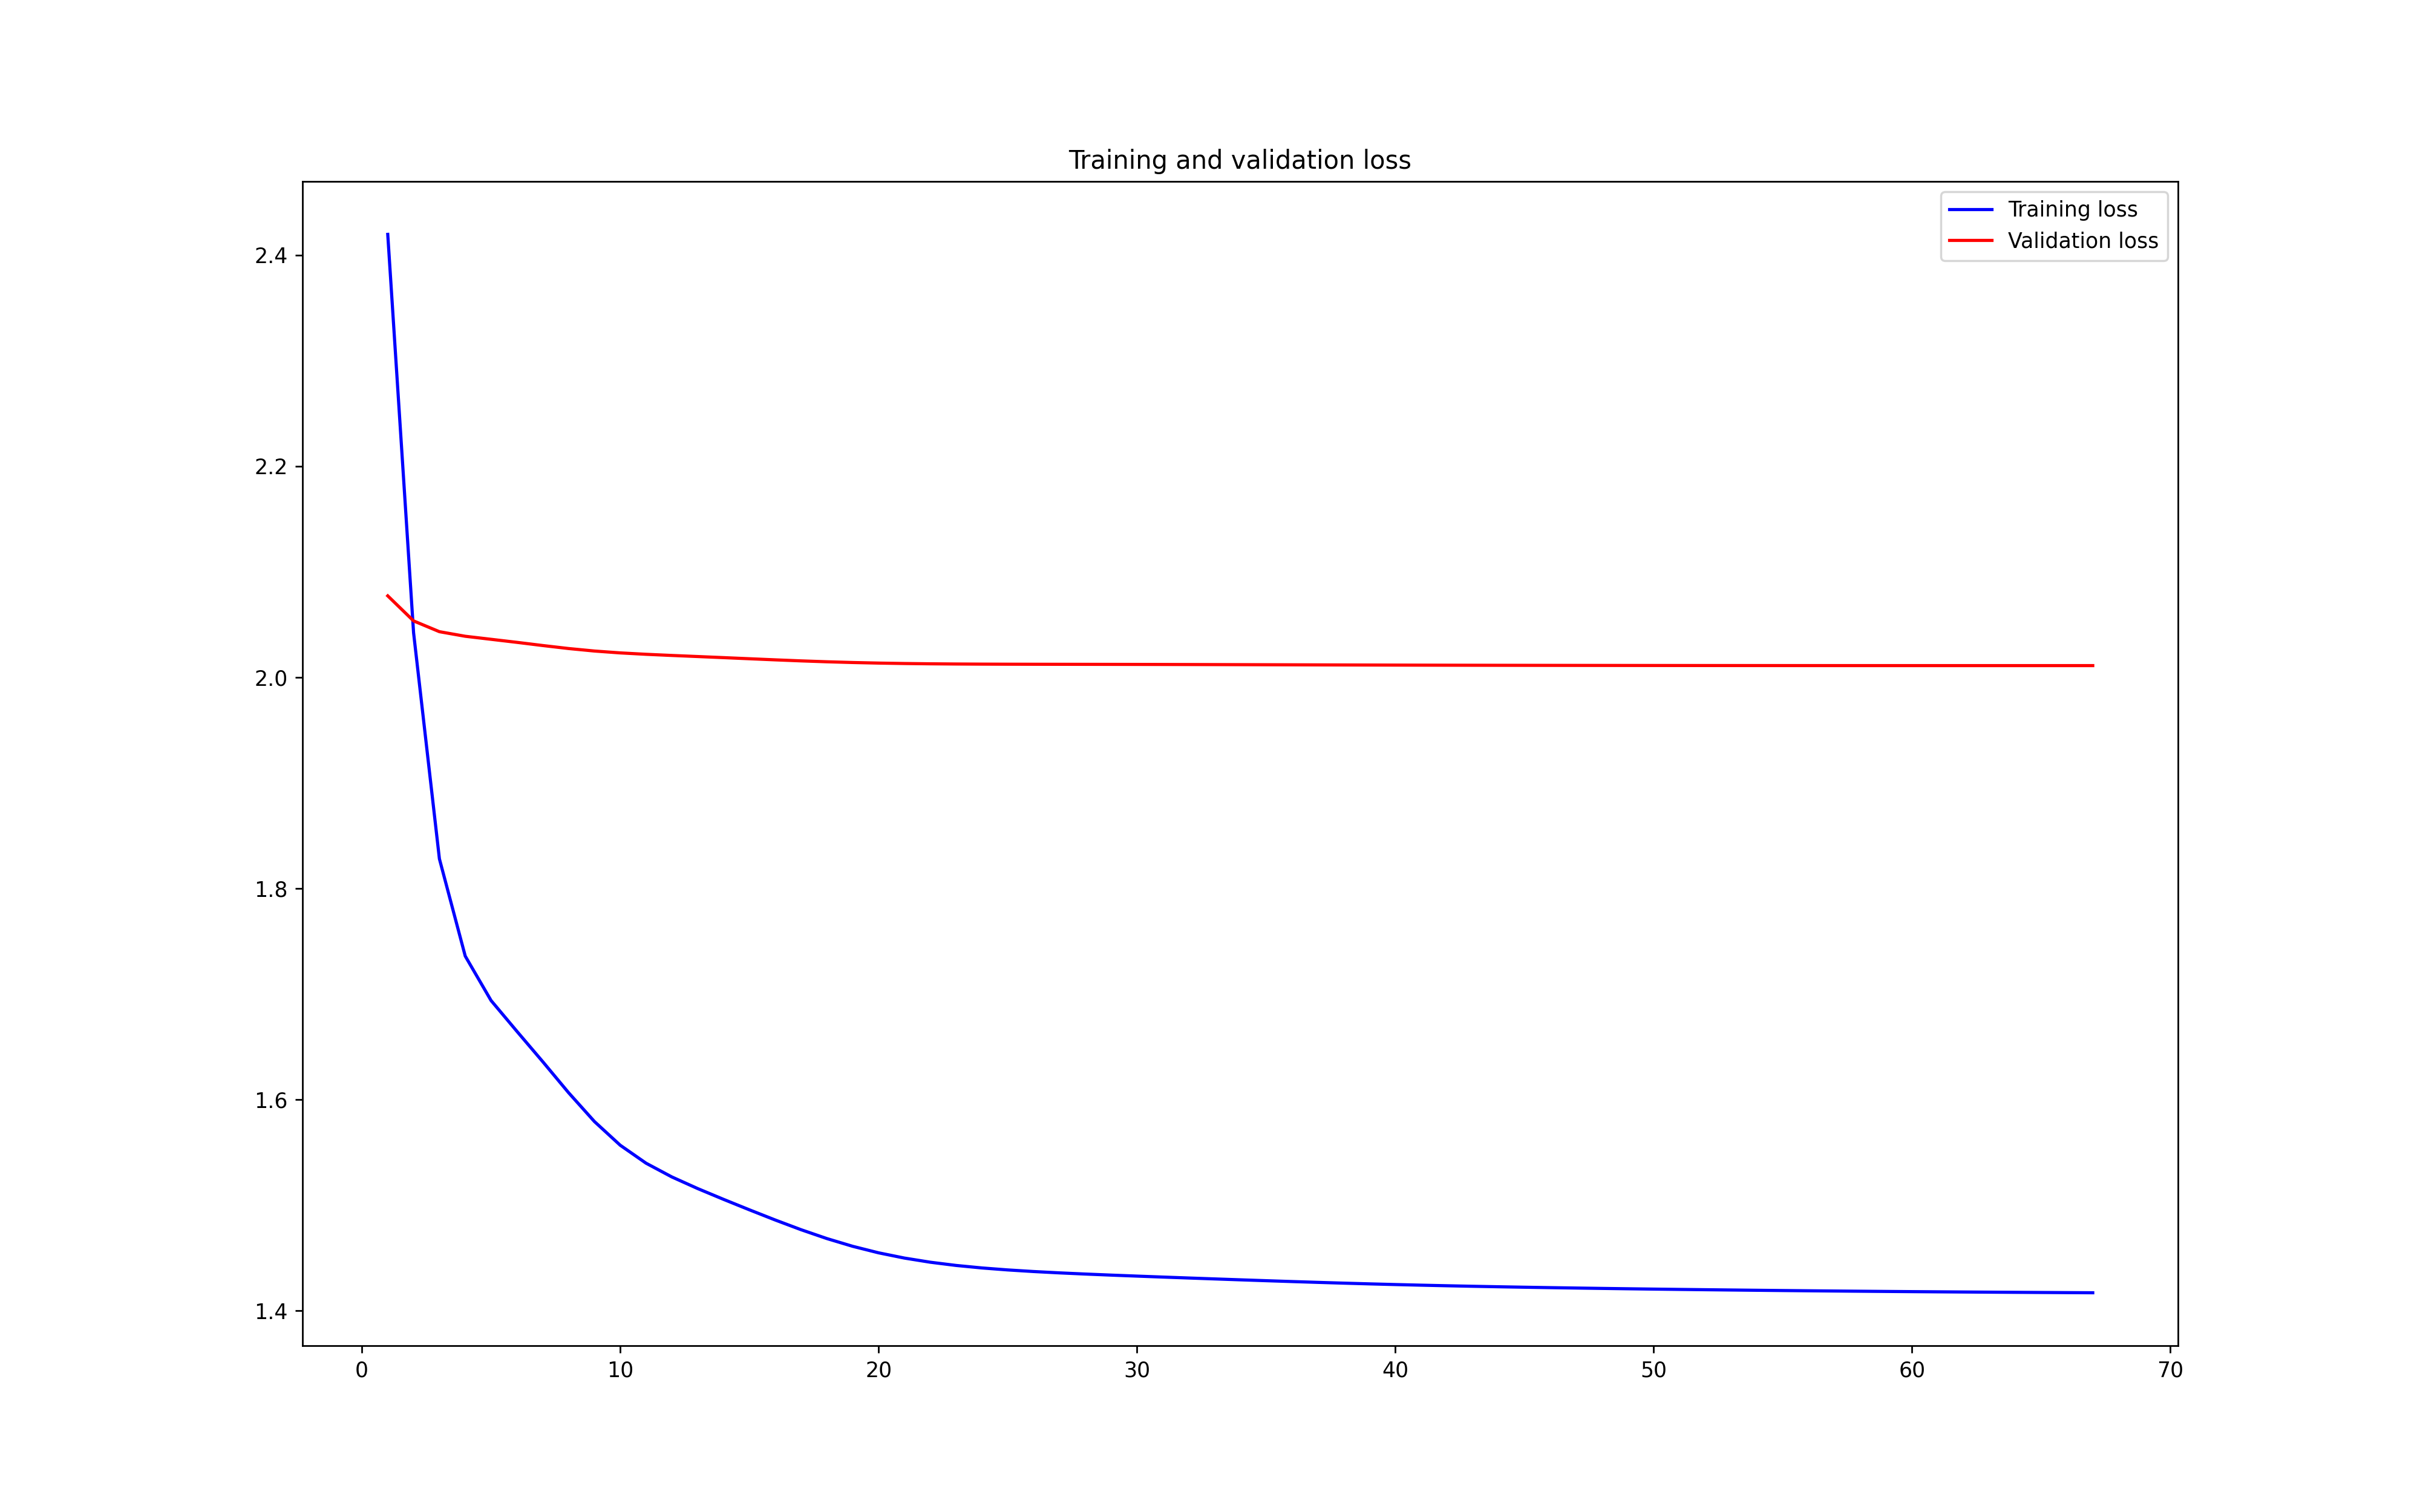 Training and validation loss
Training loss
Validation loss
2.4
2.2
2.0
1.8
1.6
1.4
0 10 20 30 40 50 60 70